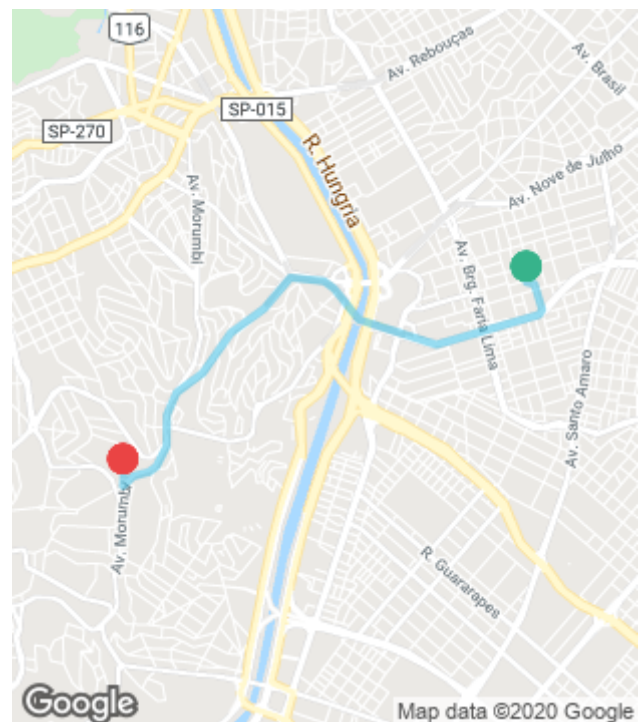 116
Av. Rebouças
Av. Brasil
SP-015
SP-270
R. Hungria
Av. Nove de Julho
Av. Morumbi
Av. Brg. Faria Lima
Av. Santo Amaro
Av. Morumbi
R. Guararapes
Google
Map data ©2020 Google